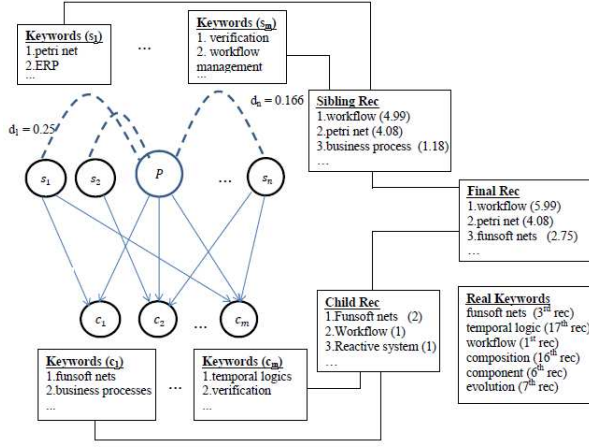 Keywords (s1)
1.petri net
2.ERP
...
...
Keywords (sm)
1. verification
2. workflow
management
...
d1 = 0.25
dn = 0.166
Sibling Rec
1.workflow (4.99)
2.petri net (4.08)
3.business process (1.18)
...
s1
s2
P
...
sn
Final Rec
1.workflow (5.99)
2.petri net (4.08)
3.funsoft nets (2.75)
...
c1
c2
...
cm
Child Rec
1.Funsoft nets (2)
2.Workflow (1)
3.Reactive system (1)
...
Real Keywords
funsoft nets (3rd rec)
temporal logic (17th rec)
workflow (1st rec)
composition (16th rec)
component (6th rec)
evolution (7th rec)
Keywords (c1)
1.funsoft nets
2.business processes
...
...
Keywords (cm)
1.temporal logics
2.verification
...